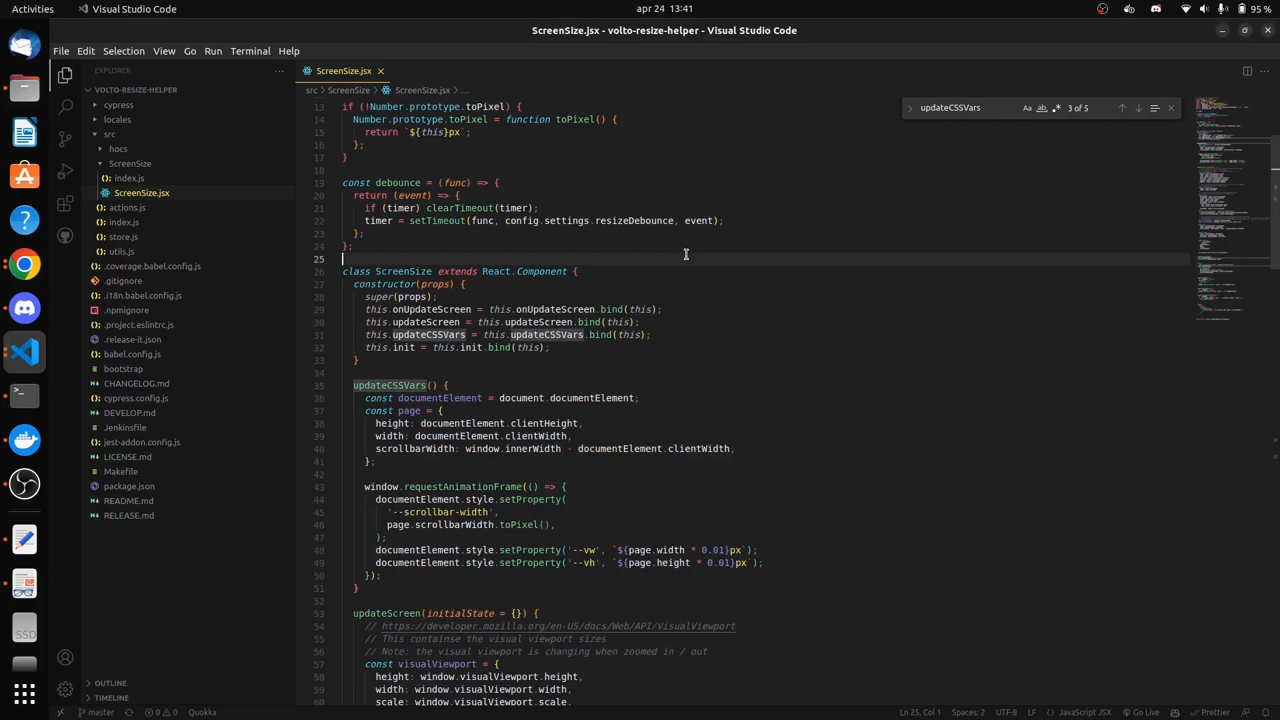 Activities
Visual Studio Code
apr 24 13:41
95 %
ScreenSize.jsx - volto-resize-helper - Visual Studio Code
File Edit Selection View Go Run Terminal Help
EXPLORER
VOLTO-RESIZE-HELPER
cypress
locales
src
hocs
ScreenSize
index.js
ScreenSize.jsx
actions.js
index.js
store.js
utils.js
.coverage.babel.config.js
.gitignore
.i18n.babel.config.js
.npmignore
.project.eslintrc.js
.release-it.json
babel.config.js
bootstrap
CHANGELOG.md
cypress.config.js
DEVELOP.md
Jenkinsfile
jest-addon.config.js
LICENSE.md
Makefile
package.json
README.md
RELEASE.md
OUTLINE
TIMELINE
SSD
ScreenSize.jsx
src > ScreenSize > ScreenSize.jsx > ...
updateCSSVars
Aa ab .* 3 of 5
13 if (!Number.prototype.toPixel) {
14 Number.prototype.toPixel = function toPixel() {
15 return `${this}px`;
16 };
17 }
18
19 const debounce = (func) => {
20 return (event) => {
21 if (timer) clearTimeout(timer);
22 timer = setTimeout(func, config.settings.resizeDebounce, event);
23 };
24 };
25
26 class ScreenSize extends React.Component {
27 constructor(props) {
28 super(props);
29 this.onUpdateScreen = this.onUpdateScreen.bind(this);
30 this.updateScreen = this.updateScreen.bind(this);
31 this.updateCSSVars = this.updateCSSVars.bind(this);
32 this.init = this.init.bind(this);
33 }
34
35 updateCSSVars() {
36 const documentElement = document.documentElement;
37 const page = {
38 height: documentElement.clientHeight,
39 width: documentElement.clientWidth,
40 scrollbarWidth: window.innerWidth - documentElement.clientWidth,
41 };
42
43 window.requestAnimationFrame(() => {
44 documentElement.style.setProperty(
45 '--scrollbar-width',
46 page.scrollbarWidth.toPixel(),
47 );
48 documentElement.style.setProperty('--vw', `${page.width * 0.01}px`);
49 documentElement.style.setProperty('--vh', `${page.height * 0.01}px`);
50 });
51 }
52
53 updateScreen(initialState = {}) {
54 // https://developer.mozilla.org/en-US/docs/Web/API/VisualViewport
55 // This containse the visual viewport sizes
56 // Note: the visual viewport is changing when zoomed in / out
57 const visualViewport = {
58 height: window.visualViewport.height,
59 width: window.visualViewport.width,
60 scale: window.visualViewport.scale,
master 0 0 Quokka
Ln 25, Col 1 Spaces: 2 UTF-8 LF {} JavaScript JSX Go Live Prettier